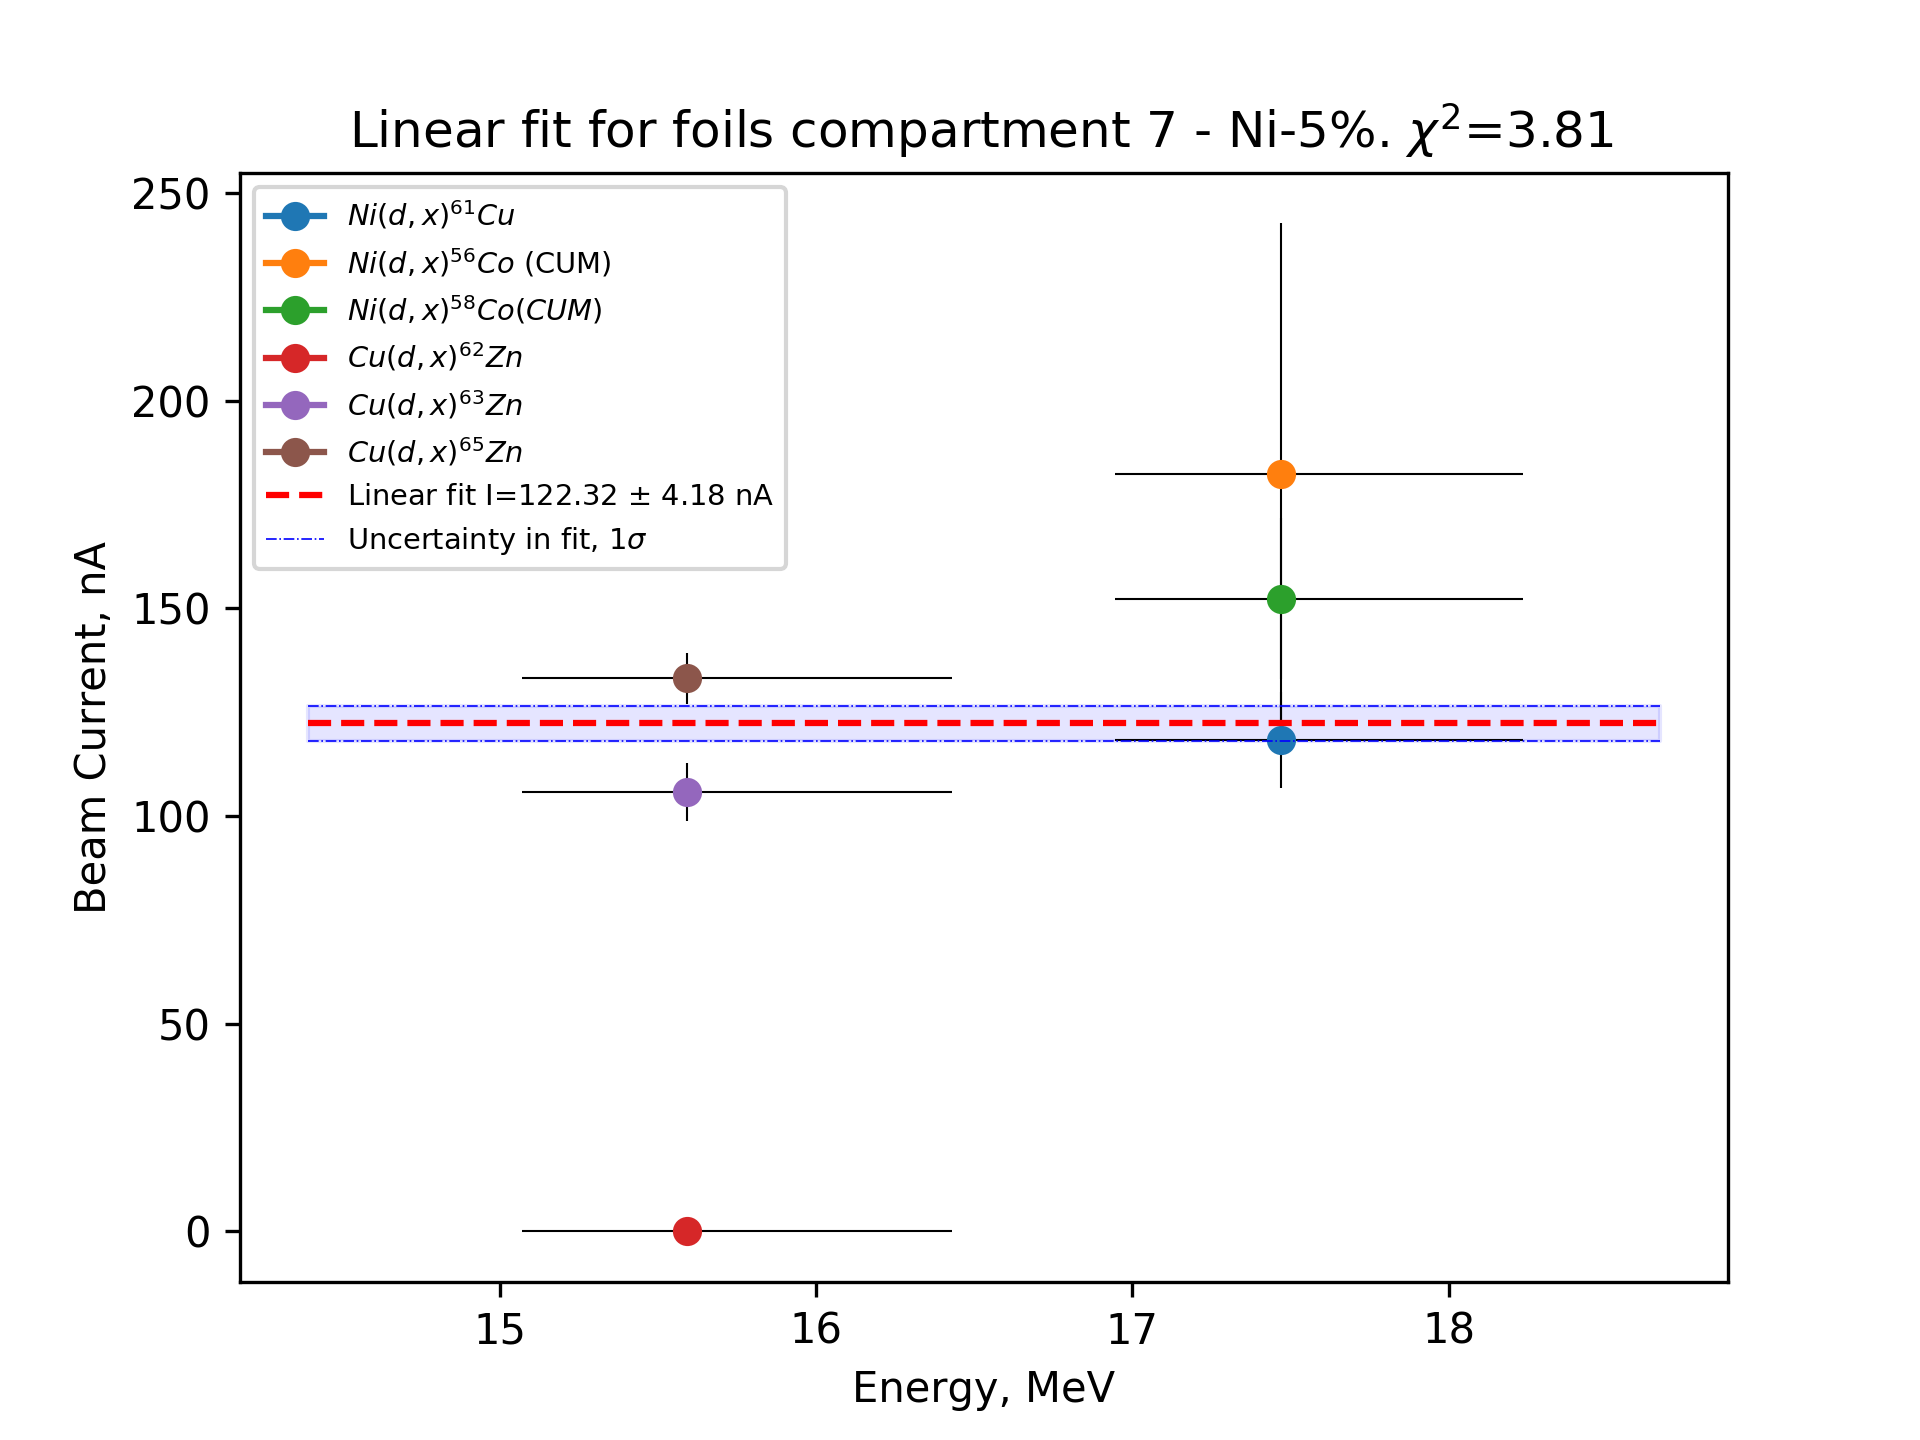 Linear fit for foils compartment 7 - Ni-5%. χ²=3.81
250
200
150
100
50
0
Beam Current, nA
Ni(d, x)⁶¹Cu
Ni(d, x)⁵⁶Co (CUM)
Ni(d, x)⁵⁸Co(CUM)
Cu(d, x)⁶²Zn
Cu(d, x)⁶³Zn
Cu(d, x)⁶⁵Zn
Linear fit I=122.32 ± 4.18 nA
Uncertainty in fit, 1σ
15 16 17 18
Energy, MeV